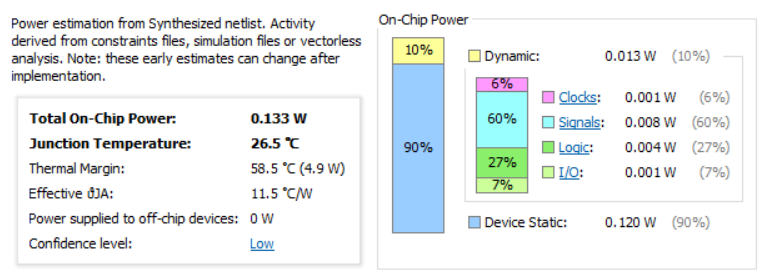 Power estimation from Synthesized netlist. Activity
derived from constraints files, simulation files or vectorless
analysis. Note: these early estimates can change after
implementation.
Total On-Chip Power: 0.133 W
Junction Temperature: 26.5 °C
Thermal Margin: 58.5 °C (4.9 W)
Effective ϑJA: 11.5 °C/W
Power supplied to off-chip devices: 0 W
Confidence level: Low
On-Chip Power
10%
90%
Dynamic: 0.013 W (10%)
6%
60%
27%
7%
Clocks: 0.001 W (6%)
Signals: 0.008 W (60%)
Logic: 0.004 W (27%)
I/O: 0.001 W (7%)
Device Static: 0.120 W (90%)